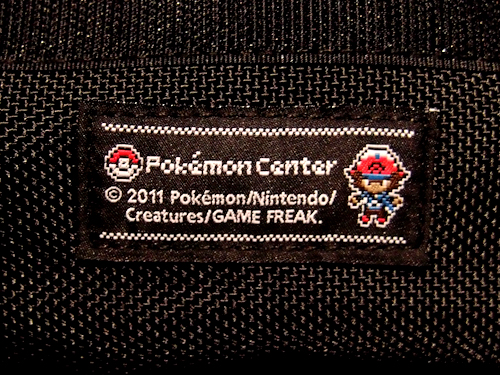 Pokémon Center
© 2011 Pokémon/Nintendo/
Creatures/GAME FREAK.